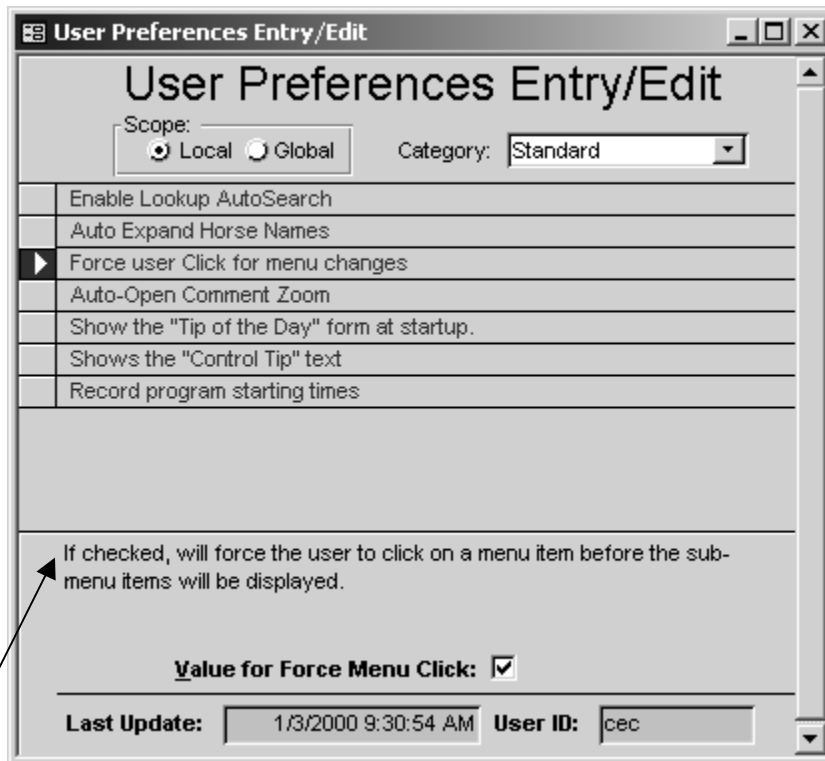 User Preferences Entry/Edit
User Preferences Entry/Edit
Scope:
Local Global Category: Standard
Enable Lookup AutoSearch
Auto Expand Horse Names
Force user Click for menu changes
Auto-Open Comment Zoom
Show the "Tip of the Day" form at startup.
Shows the "Control Tip" text
Record program starting times
If checked, will force the user to click on a menu item before the sub-
menu items will be displayed.
Value for Force Menu Click:
Last Update: 1/3/2000 9:30:54 AM User ID: cec